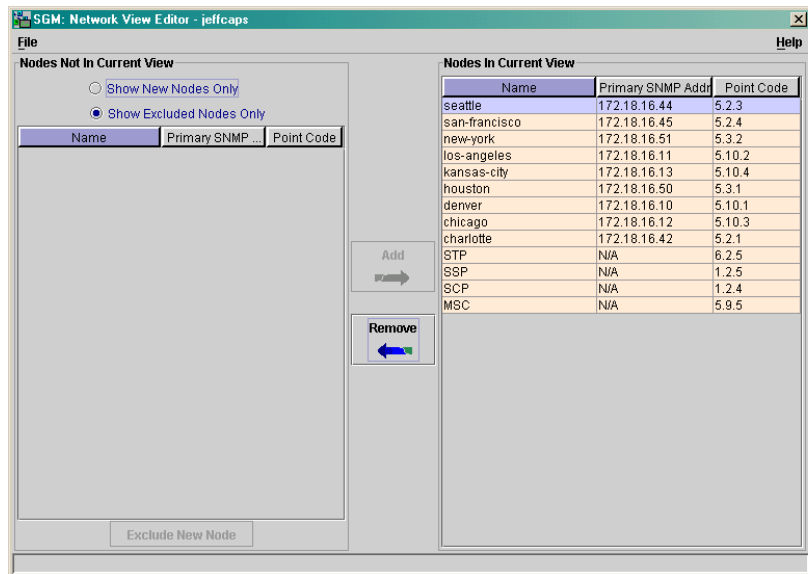 SGM: Network View Editor - jeffcaps
File Help
Nodes Not In Current View
Show New Nodes Only
Show Excluded Nodes Only
Name Primary SNMP ... Point Code
Add
Remove
Exclude New Node
Nodes In Current View
Name Primary SNMP Addr Point Code
seattle 172.18.16.44 5.2.3
san-francisco 172.18.16.45 5.2.4
new-york 172.18.16.51 5.3.2
los-angeles 172.18.16.11 5.10.2
kansas-city 172.18.16.13 5.10.4
houston 172.18.16.50 5.3.1
denver 172.18.16.10 5.10.1
chicago 172.18.16.12 5.10.3
charlotte 172.18.16.42 5.2.1
STP N/A 6.2.5
SSP N/A 1.2.5
SCP N/A 1.2.4
MSC N/A 5.9.5